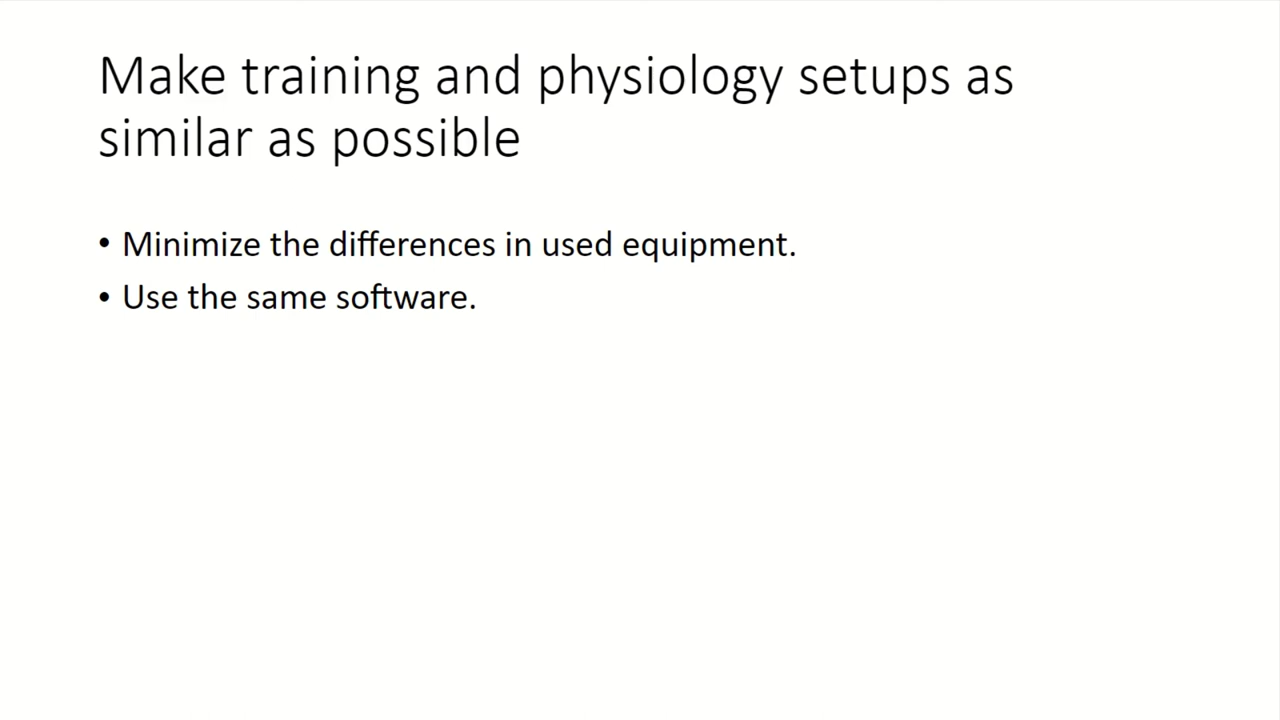 Make training and physiology setups as
similar as possible
• Minimize the differences in used equipment.
• Use the same software.